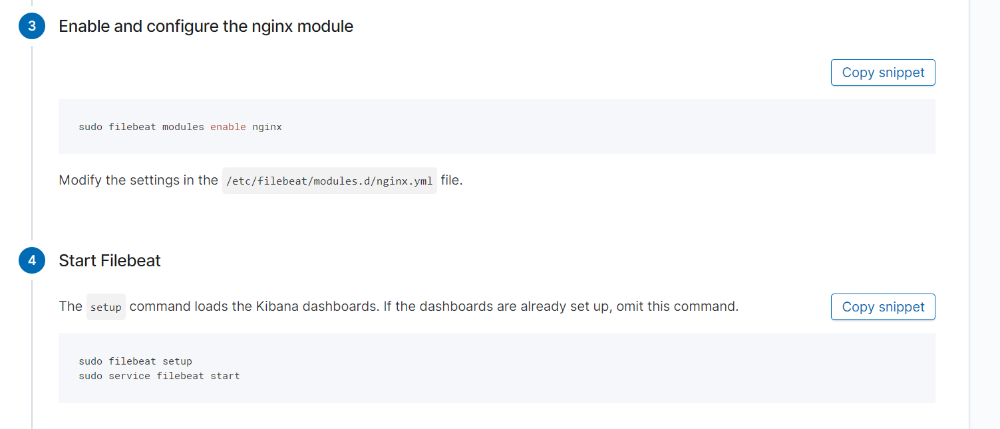 3 Enable and configure the nginx module
Copy snippet
sudo filebeat modules enable nginx
Modify the settings in the /etc/filebeat/modules.d/nginx.yml file.
4 Start Filebeat
The setup command loads the Kibana dashboards. If the dashboards are already set up, omit this command.
Copy snippet
sudo filebeat setup
sudo service filebeat start